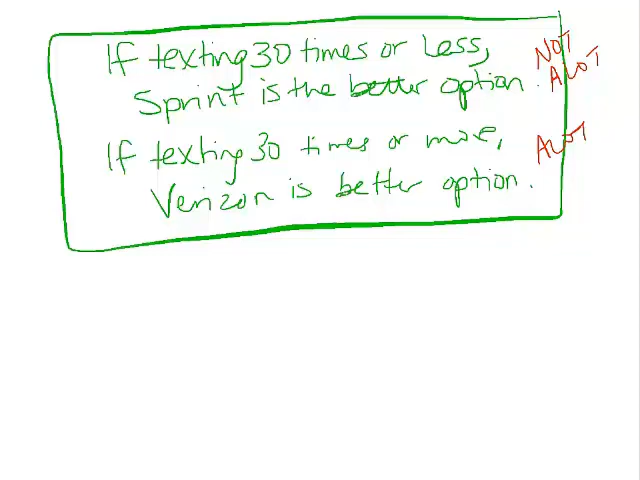 If texting 30 times or less,
Sprint is the better option.
NOT
ALOT
If texting 30 times or more,
Verizon is better option.
ALOT